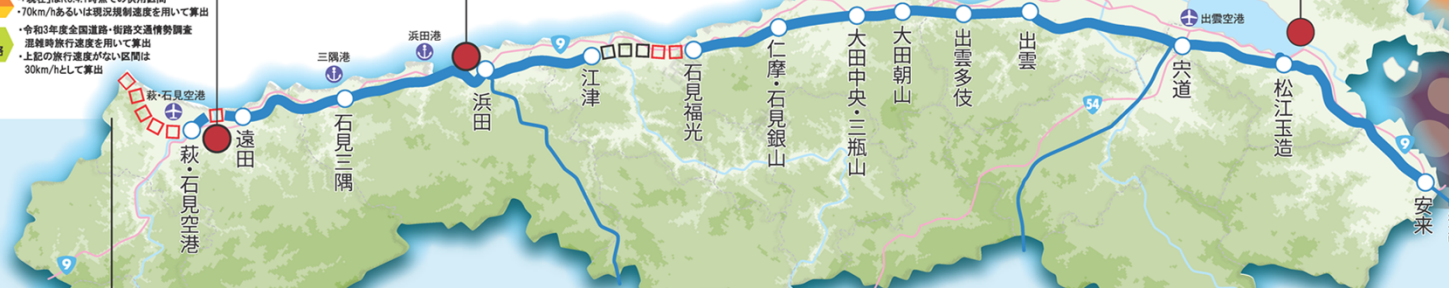 ・70km/hあるいは現況規制速度を用いて算出
・令和3年度全国道路・街路交通情勢調査
混雑時旅行速度を用いて算出
・上記の旅行速度がない区間は
30km/hとして算出
萩・石見空港
三隅港
浜田港
9
出雲空港
54
9
9
萩・石見空港
遠田
石見三隅
浜田
江津
石見福光
仁摩・石見銀山
大田中央・三瓶山
大田朝山
出雲多伎
出雲
宍道
松江玉造
安来